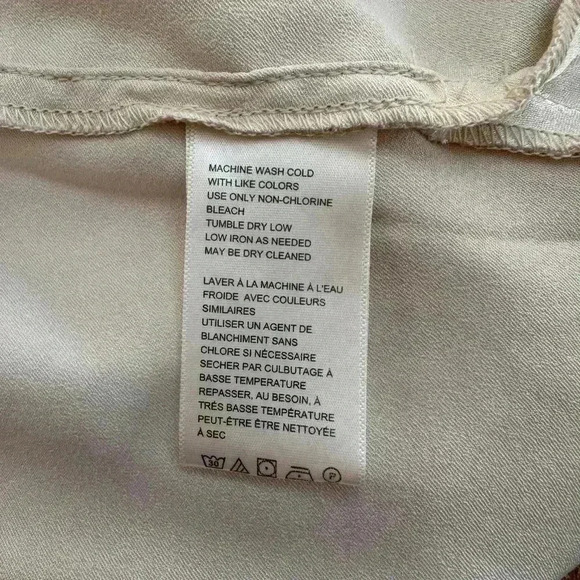 MACHINE WASH COLD
WITH LIKE COLORS
USE ONLY NON-CHLORINE
BLEACH
TUMBLE DRY LOW
LOW IRON AS NEEDED
MAY BE DRY CLEANED
LAVER À LA MACHINE À L'EAU
FROIDE AVEC COULEURS
SIMILAIRES
UTILISER UN AGENT DE
BLANCHIMENT SANS
CHLORE SI NÉCESSAIRE
SECHER PAR CULBUTAGE À
BASSE TEMPERATURE
REPASSER, AU BESOIN, À
TRÉS BASSE TEMPÉRATURE
PEUT-ÊTRE ÊTRE NETTOYÉE
À SEC
30 P